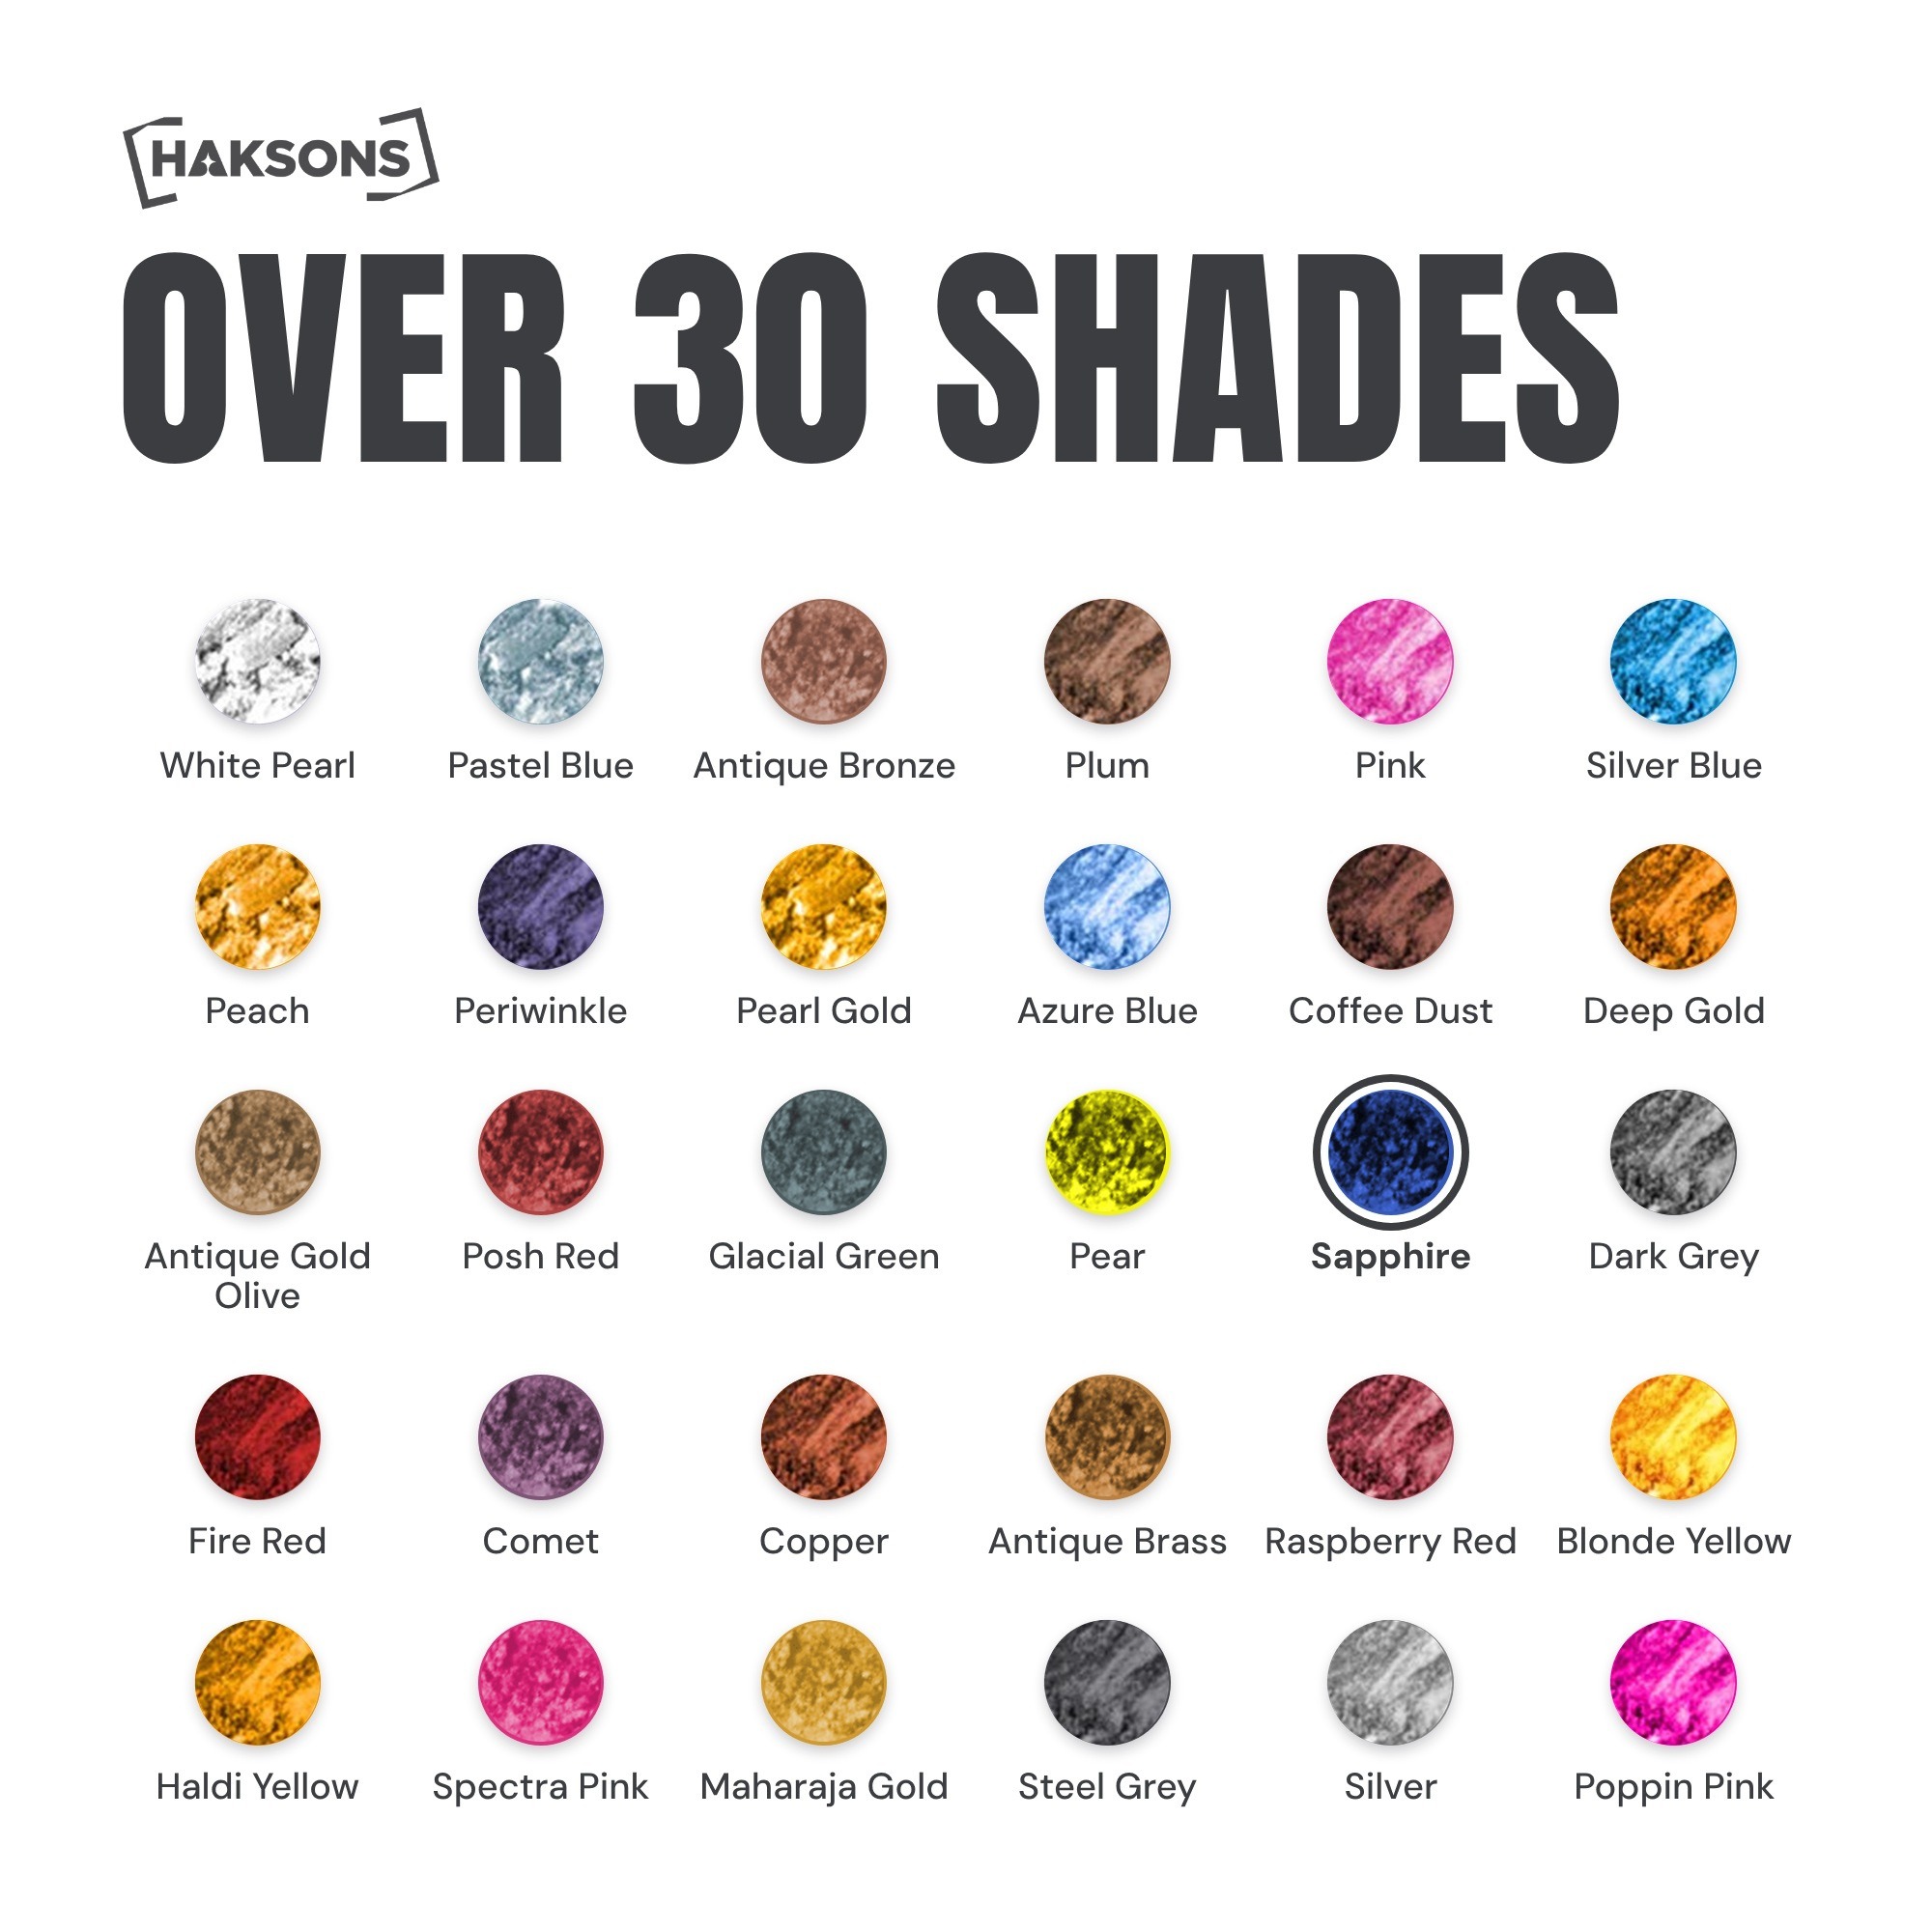 HAKSONS
OVER 30 SHADES
White Pearl
Pastel Blue
Antique Bronze
Plum
Pink
Silver Blue
Peach
Periwinkle
Pearl Gold
Azure Blue
Coffee Dust
Deep Gold
Antique Gold
Olive
Posh Red
Glacial Green
Pear
Sapphire
Dark Grey
Fire Red
Comet
Copper
Antique Brass
Raspberry Red
Blonde Yellow
Haldi Yellow
Spectra Pink
Maharaja Gold
Steel Grey
Silver
Poppin Pink